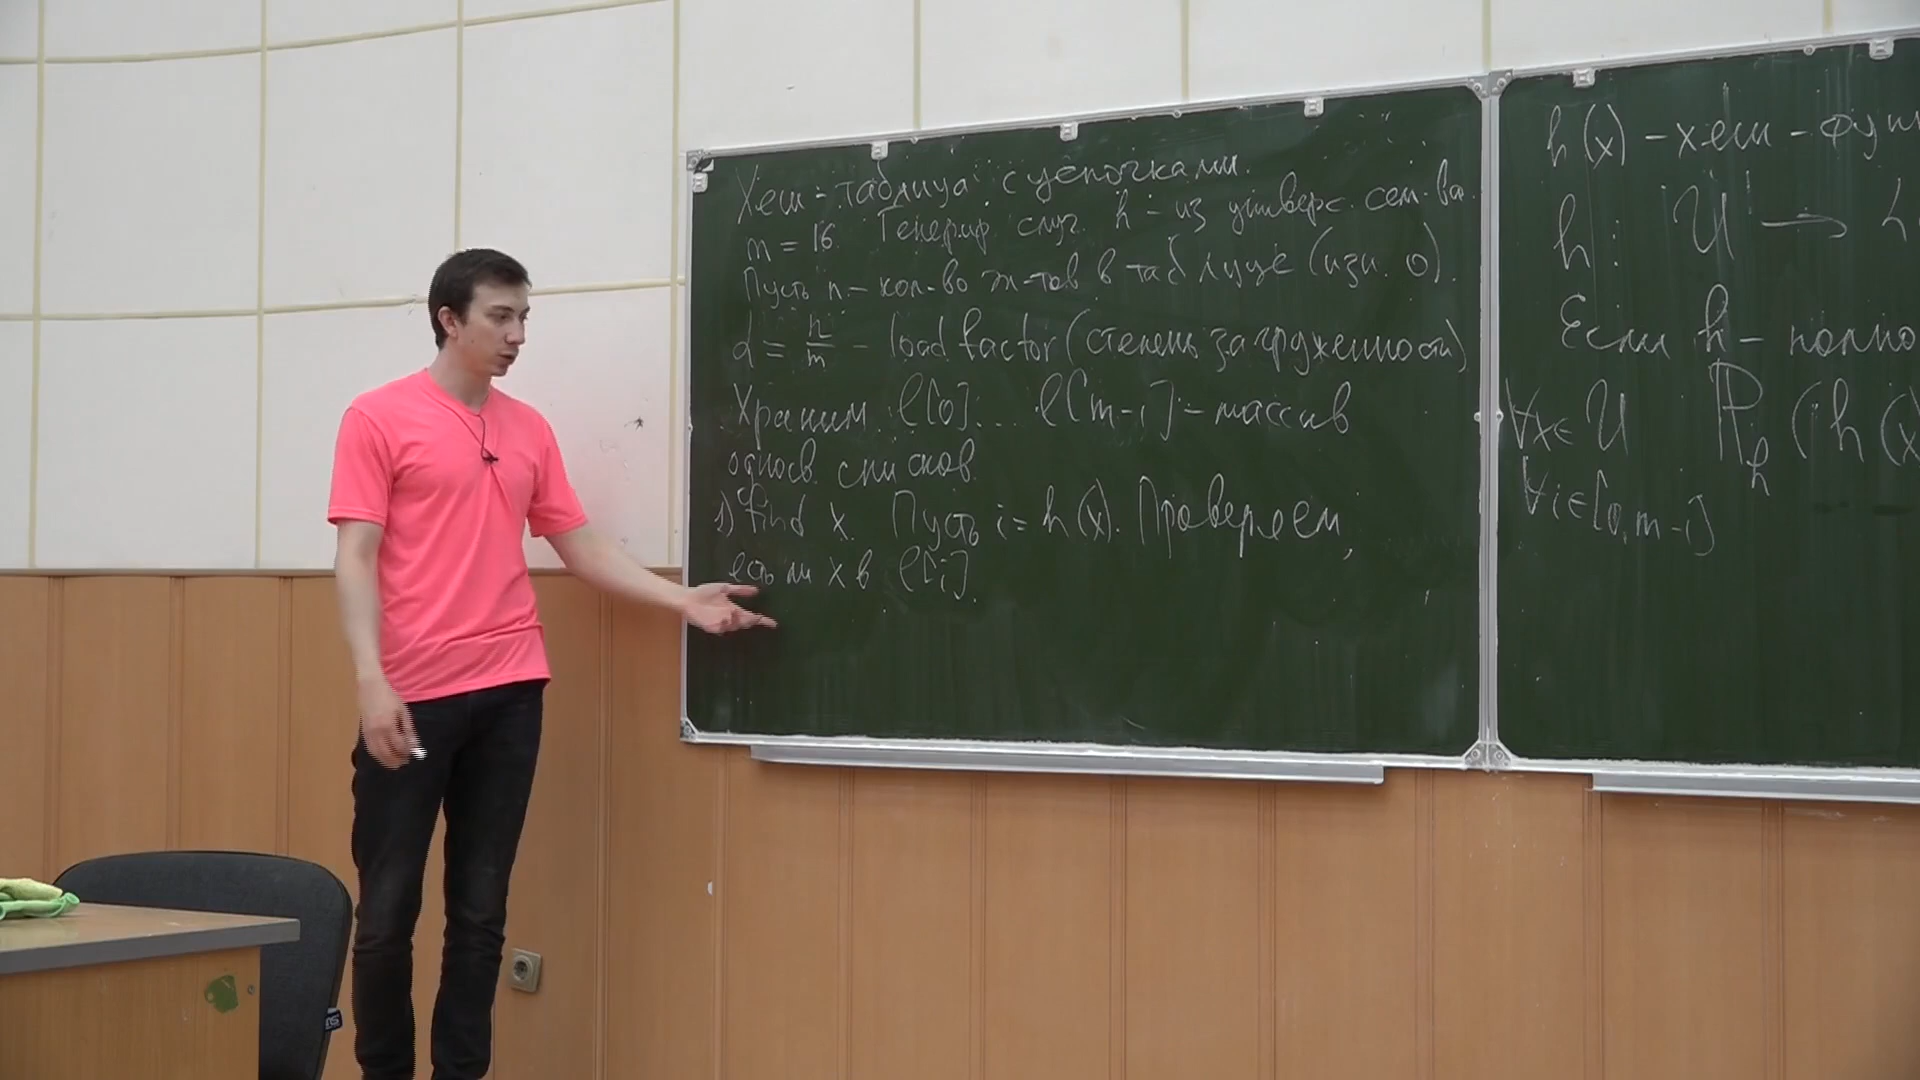 Хеш-таблица с цепочками.
m = 16. Генерир. случ. h - из универс. сем-ва.
Пусть n - кол-во эл-тов в таблице (изн. 0).
α = n/m - load factor (степень загруженности)
Храним l[0]... l[m-1] - массив
односв. списков.
1) find x. Пусть i = h(x). Проверяем,
есть ли x в l[i].
h(x) - хеш-функ
h: U →
Если h - полно
∀x∈U P_h(h(x
∀i∈[0, m-1]